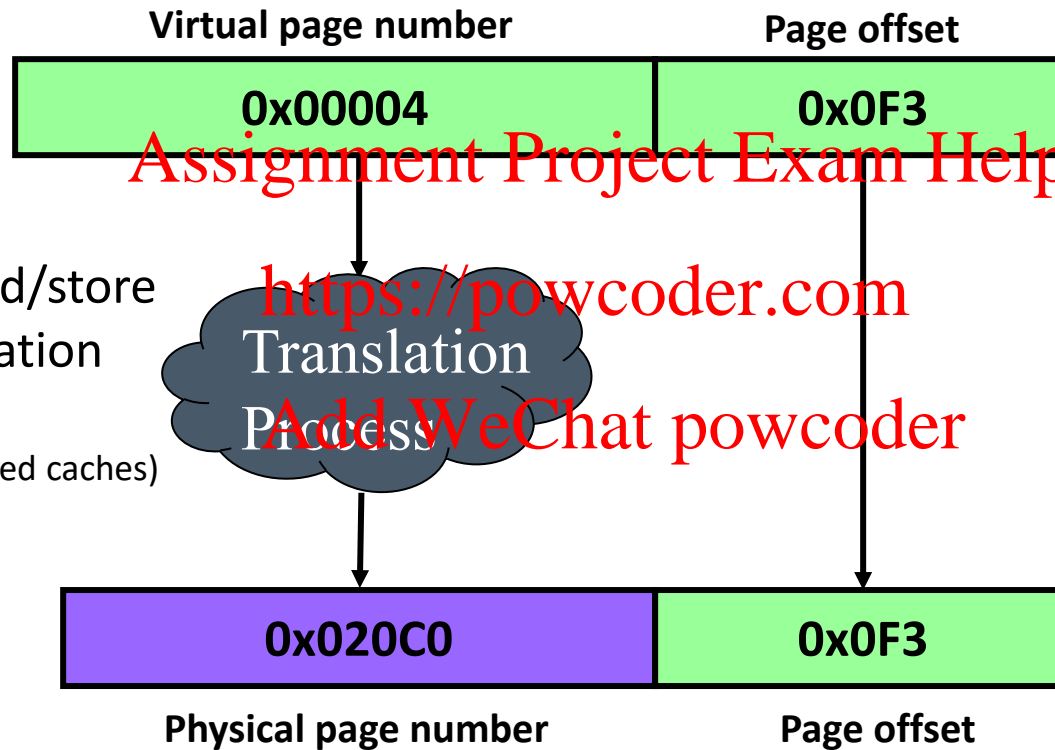 Virtual page number
Page offset
0x00004
0x0F3
Assignment Project Exam Help
d/store
https://powcoder.com
ation
Translation
Process
Add WeChat powcoder
ed caches)
0x020C0
0x0F3
Physical page number
Page offset